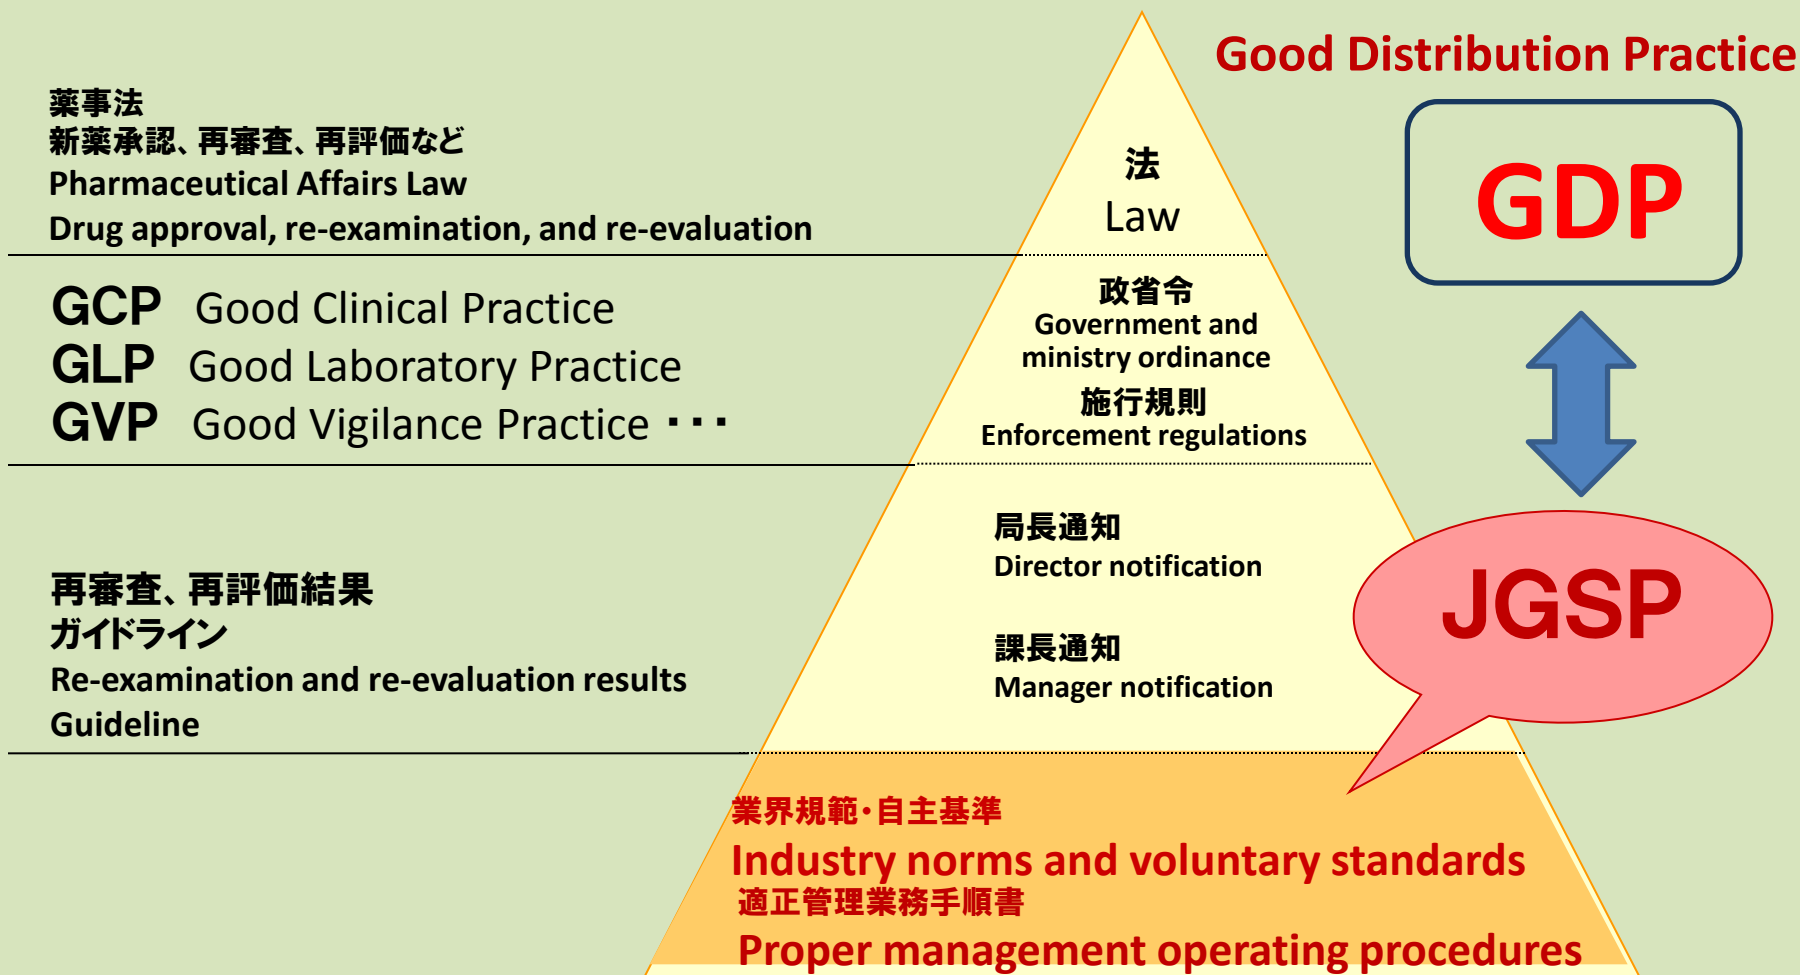 Good Distribution Practice
薬事法
新薬承認、再審査、再評価など
Pharmaceutical Affairs Law
Drug approval, re-examination, and re-evaluation
法
Law
GDP
GCP Good Clinical Practice
GLP Good Laboratory Practice
GVP Good Vigilance Practice ・・・
政省令
Government and
ministry ordinance
施行規則
Enforcement regulations
再審査、再評価結果
ガイドライン
Re-examination and re-evaluation results
Guideline
局長通知
Director notification
課長通知
Manager notification
JGSP
業界規範・自主基準
Industry norms and voluntary standards
適正管理業務手順書
Proper management operating procedures